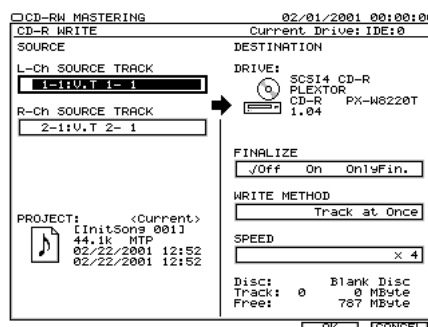 CD-RW MASTERING 02/01/2001 00:00:00
CD-R WRITE Current Drive: IDE:0
SOURCE
L-Ch SOURCE TRACK
1-1:V.T 1- 1
R-Ch SOURCE TRACK
2-1:V.T 2- 1
PROJECT: <Current>
[InitSong 001]
44.1k MTP
02/22/2001 12:52
02/22/2001 12:52
DESTINATION
DRIVE:
SCSI4 CD-R
PLEXTOR
CD-R PX-W8220T
1.04
FINALIZE
√Off On OnlyFin.
WRITE METHOD
Track at Once
SPEED
× 4
Disc: Blank Disc
Track: 0 0 MByte
Free: 787 MByte
OK CANCEL